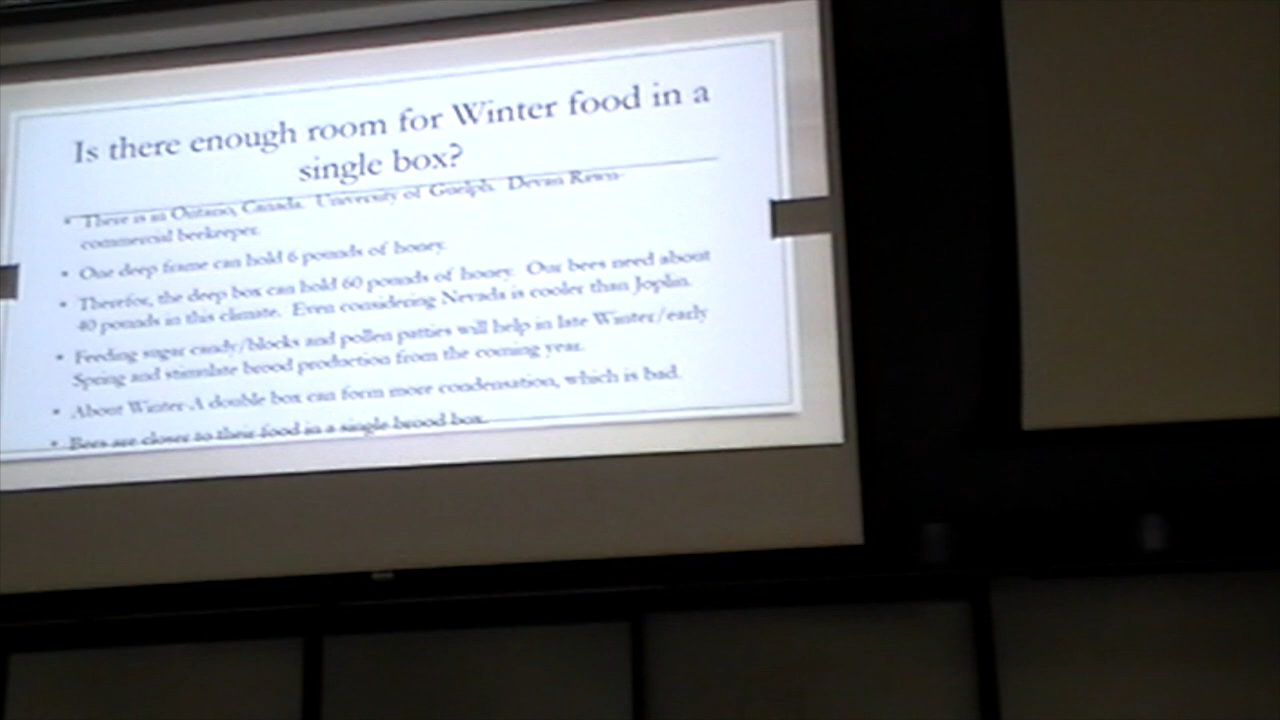 Is there enough room for Winter food in a
single box?
• There is in Ontario, Canada. University of Guelph. Devan Rawn-
commercial beekeeper.
• One deep frame can hold 6 pounds of honey.
• Therefor, the deep box can hold 60 pounds of honey. Our bees need about
40 pounds in this climate. Even considering Nevada is cooler than Joplin.
• Feeding sugar candy/blocks and pollen patties will help in late Winter/early
Spring and stimulate brood production from the coming year.
• About Winter-A double box can form more condensation, which is bad.
• Bees are closer to their food in a single brood box.